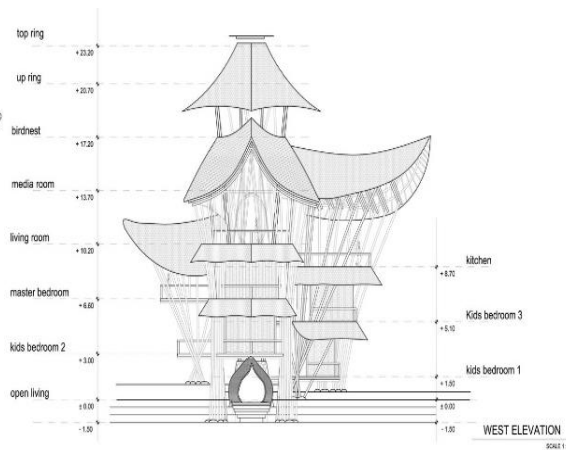 top ring
+ 23.20
up ring
+ 20.70
birdnest
+ 17.20
media room
+ 13.70
living room
+ 10.20
master bedroom
+ 6.60
kids bedroom 2
+ 3.00
open living
± 0.00
- 1.50
kitchen
+ 8.70
Kids bedroom 3
+ 5.10
kids bedroom 1
+ 1.50
± 0.00
- 1.50
WEST ELEVATION
SCALE 1: